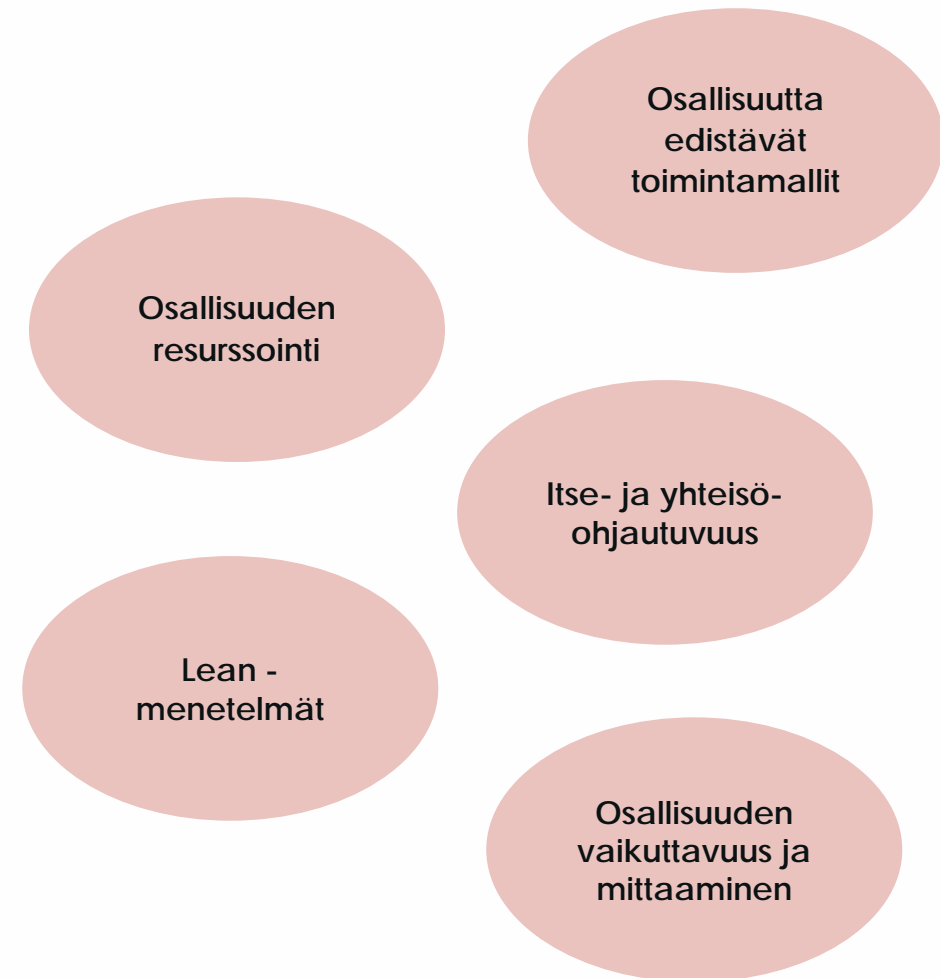 Osallisuutta
edistävät
toimintamallit
Osallisuuden
resurssointi
Itse- ja yhteisö-
ohjautuvuus
Lean -
menetelmät
Osallisuuden
vaikuttavuus ja
mittaaminen